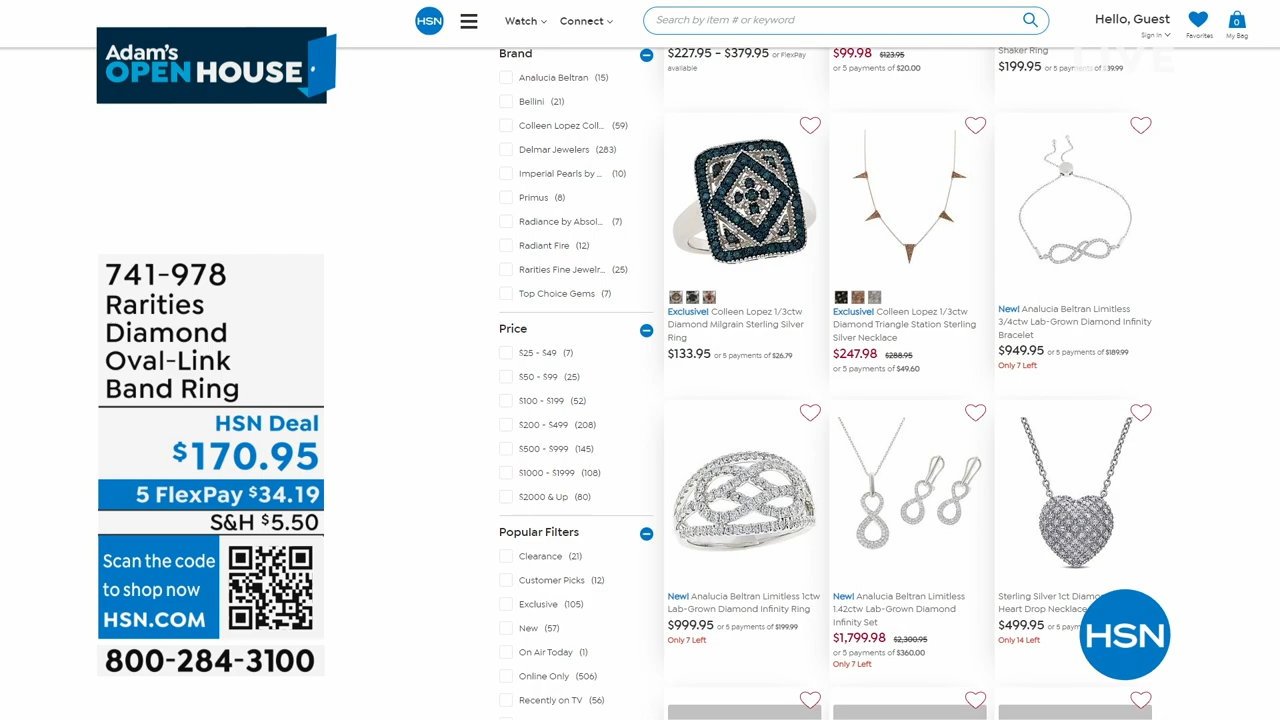 HSN
Watch
Connect
Search by item # or keyword
Hello, Guest
Sign in
Favorites
0
My Bag
LIVE
Adam's
OPEN HOUSE
741-978
Rarities
Diamond
Oval-Link
Band Ring
HSN Deal
$170.95
5 FlexPay $34.19
S&H $5.50
Scan the code
to shop now
HSN.COM
800-284-3100
Brand
Analucia Beltran (15)
Bellini (21)
Colleen Lopez Coll... (59)
Delmar Jewelers (283)
Imperial Pearls by ... (10)
Primus (8)
Radiance by Absol... (7)
Radiant Fire (12)
Rarities Fine Jewelr... (25)
Top Choice Gems (7)
Price
$25 - $49 (7)
$50 - $99 (25)
$100 - $199 (52)
$200 - $499 (208)
$500 - $999 (145)
$1000 - $1999 (108)
$2000 & Up (80)
Popular Filters
Clearance (21)
Customer Picks (12)
Exclusive (105)
New (57)
On Air Today (1)
Online Only (506)
Recently on TV (56)
$227.95 - $379.95 or FlexPay
available
$99.98 $123.95
or 5 payments of $20.00
Shaker Ring
$199.95 or 5 payments of $39.99
Exclusive! Colleen Lopez 1/3ctw
Diamond Milgrain Sterling Silver
Ring
$133.95 or 5 payments of $26.79
Exclusive! Colleen Lopez 1/3ctw
Diamond Triangle Station Sterling
Silver Necklace
$247.98 $288.95
or 5 payments of $49.60
New! Analucia Beltran Limitless
3/4ctw Lab-Grown Diamond Infinity
Bracelet
$949.95 or 5 payments of $189.99
Only 7 Left
New! Analucia Beltran Limitless 1ctw
Lab-Grown Diamond Infinity Ring
$999.95 or 5 payments of $199.99
Only 7 Left
New! Analucia Beltran Limitless
1.42ctw Lab-Grown Diamond
Infinity Set
$1,799.98 $2,300.95
or 5 payments of $360.00
Only 7 Left
Sterling Silver 1ct Diamo
Heart Drop Necklace
$499.95 or 5 paym
Only 14 Left
HSN